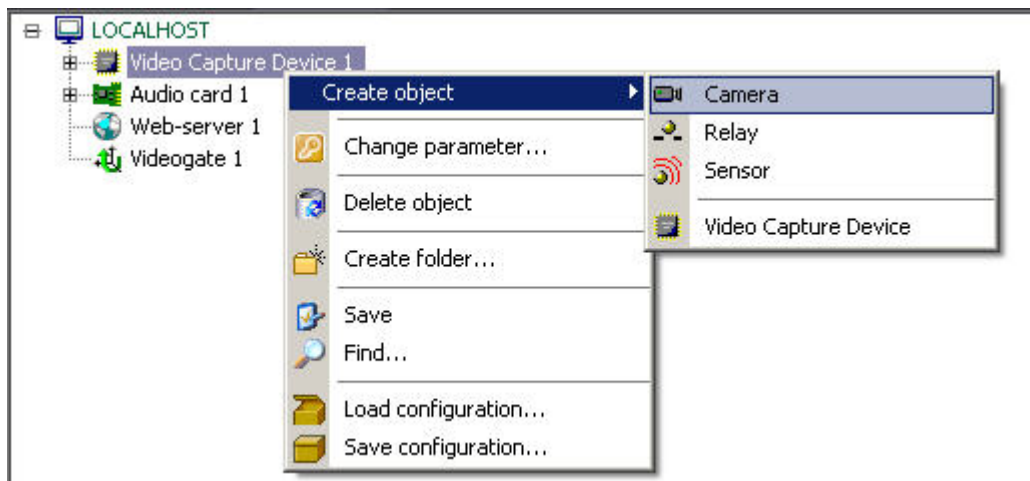 LOCALHOST
Video Capture Device 1
Audio card 1
Web-server 1
Videogate 1
Create object
Change parameter...
Delete object
Create folder...
Save
Find...
Load configuration...
Save configuration...
Camera
Relay
Sensor
Video Capture Device